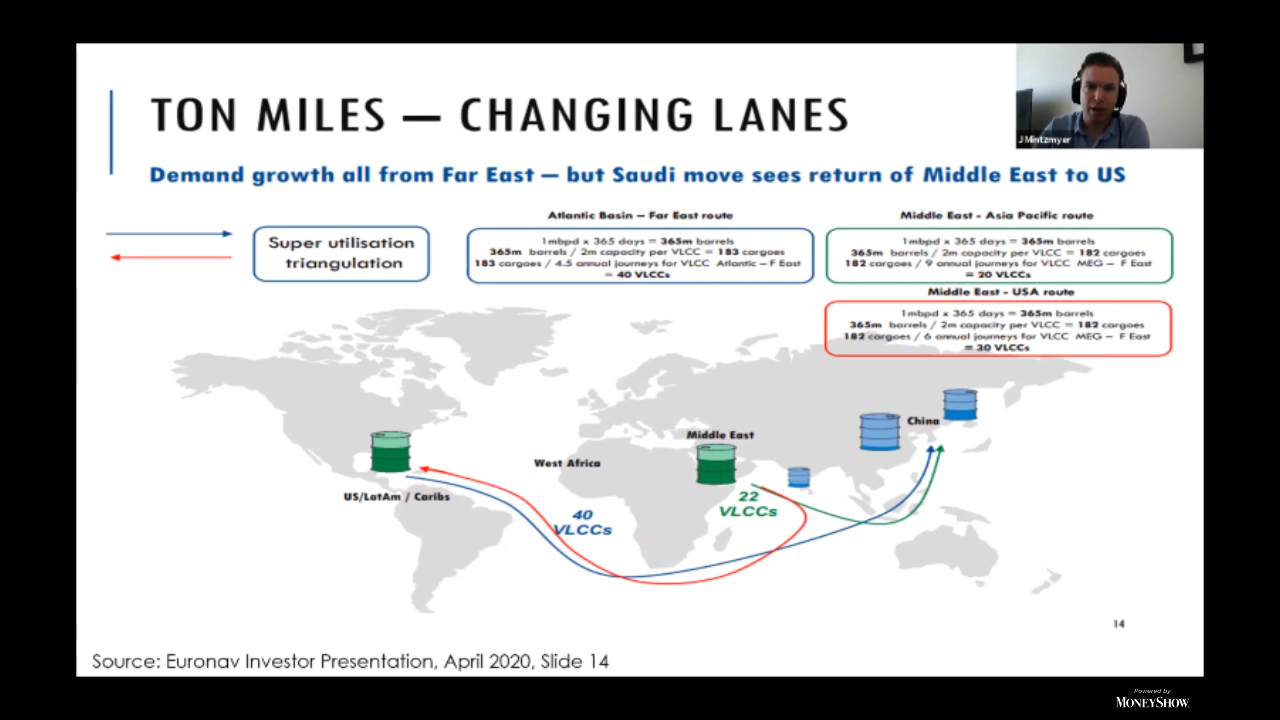 TON MILES — CHANGING LANES
J Mintzmyer
Demand growth all from Far East — but Saudi move sees return of Middle East to US
Super utilisation
triangulation
Atlantic Basin – Far East route
1mbpd x 365 days = 365m barrels
365m barrels / 2m capacity per VLCC = 183 cargoes
183 cargoes / 4.5 annual journeys for VLCC Atlantic – F East
= 40 VLCCs
Middle East - Asia Pacific route
1mbpd x 365 days = 365m barrels
365m barrels / 2m capacity per VLCC = 182 cargoes
182 cargoes / 9 annual journeys for VLCC MEG – F East
= 20 VLCCs
Middle East - USA route
1mbpd x 365 days = 365m barrels
365m barrels / 2m capacity per VLCC = 182 cargoes
182 cargoes / 6 annual journeys for VLCC MEG – F East
= 30 VLCCs
China
Middle East
West Africa
US/LatAm / Caribs
22
VLCCs
40
VLCCs
14
Source: Euronav Investor Presentation, April 2020, Slide 14
Powered by
MONEYSHOW